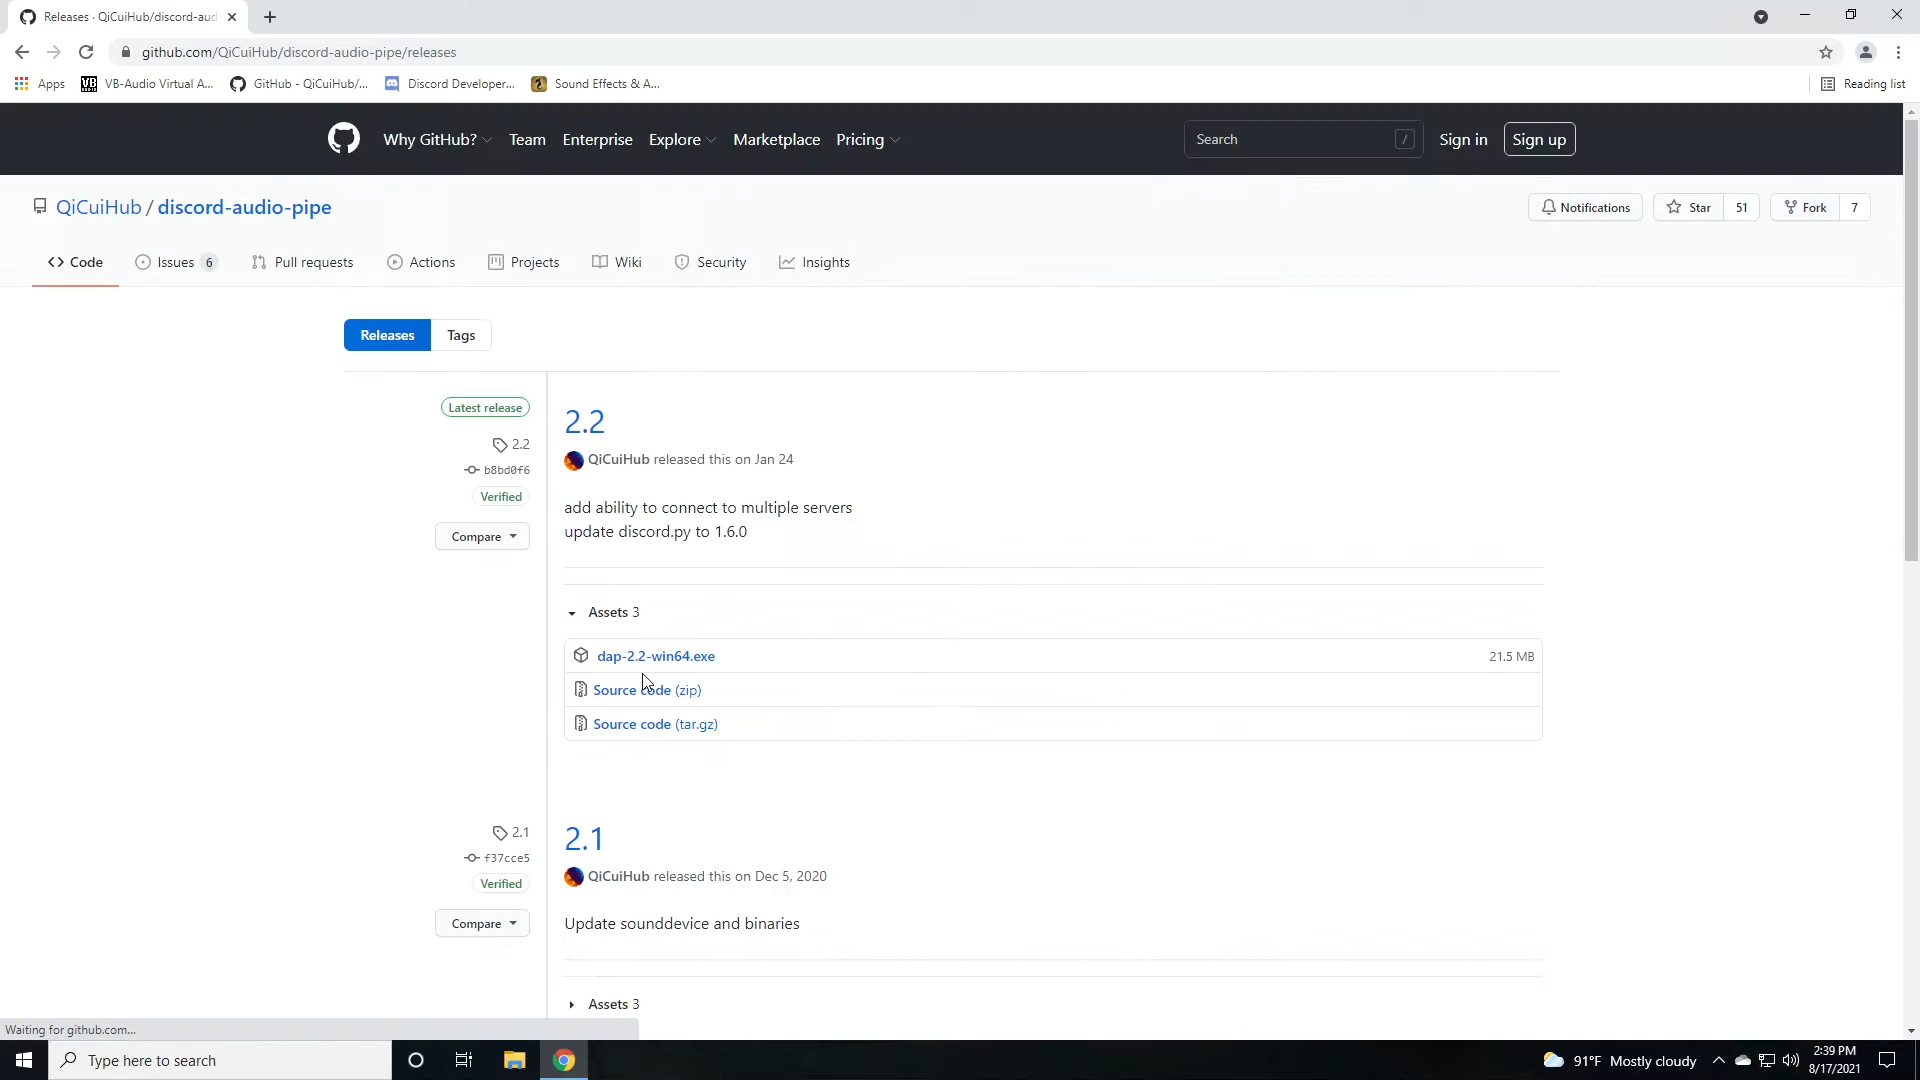 Releases · QiCuiHub/discord-aud
github.com/QiCuiHub/discord-audio-pipe/releases
Apps
VB-Audio Virtual A...
GitHub - QiCuiHub/...
Discord Developer...
Sound Effects & A...
Reading list
Why GitHub?
Team
Enterprise
Explore
Marketplace
Pricing
Search
/
Sign in
Sign up
QiCuiHub / discord-audio-pipe
Notifications
Star 51
Fork 7
Code
Issues 6
Pull requests
Actions
Projects
Wiki
Security
Insights
Releases
Tags
Latest release
2.2
b8bd0f6
Verified
Compare
2.2
QiCuiHub released this on Jan 24
add ability to connect to multiple servers
update discord.py to 1.6.0
Assets 3
dap-2.2-win64.exe
21.5 MB
Source code (zip)
Source code (tar.gz)
2.1
f37cce5
Verified
Compare
2.1
QiCuiHub released this on Dec 5, 2020
Update sounddevice and binaries
Assets 3
Waiting for github.com...
Type here to search
91°F Mostly cloudy
2:39 PM
8/17/2021